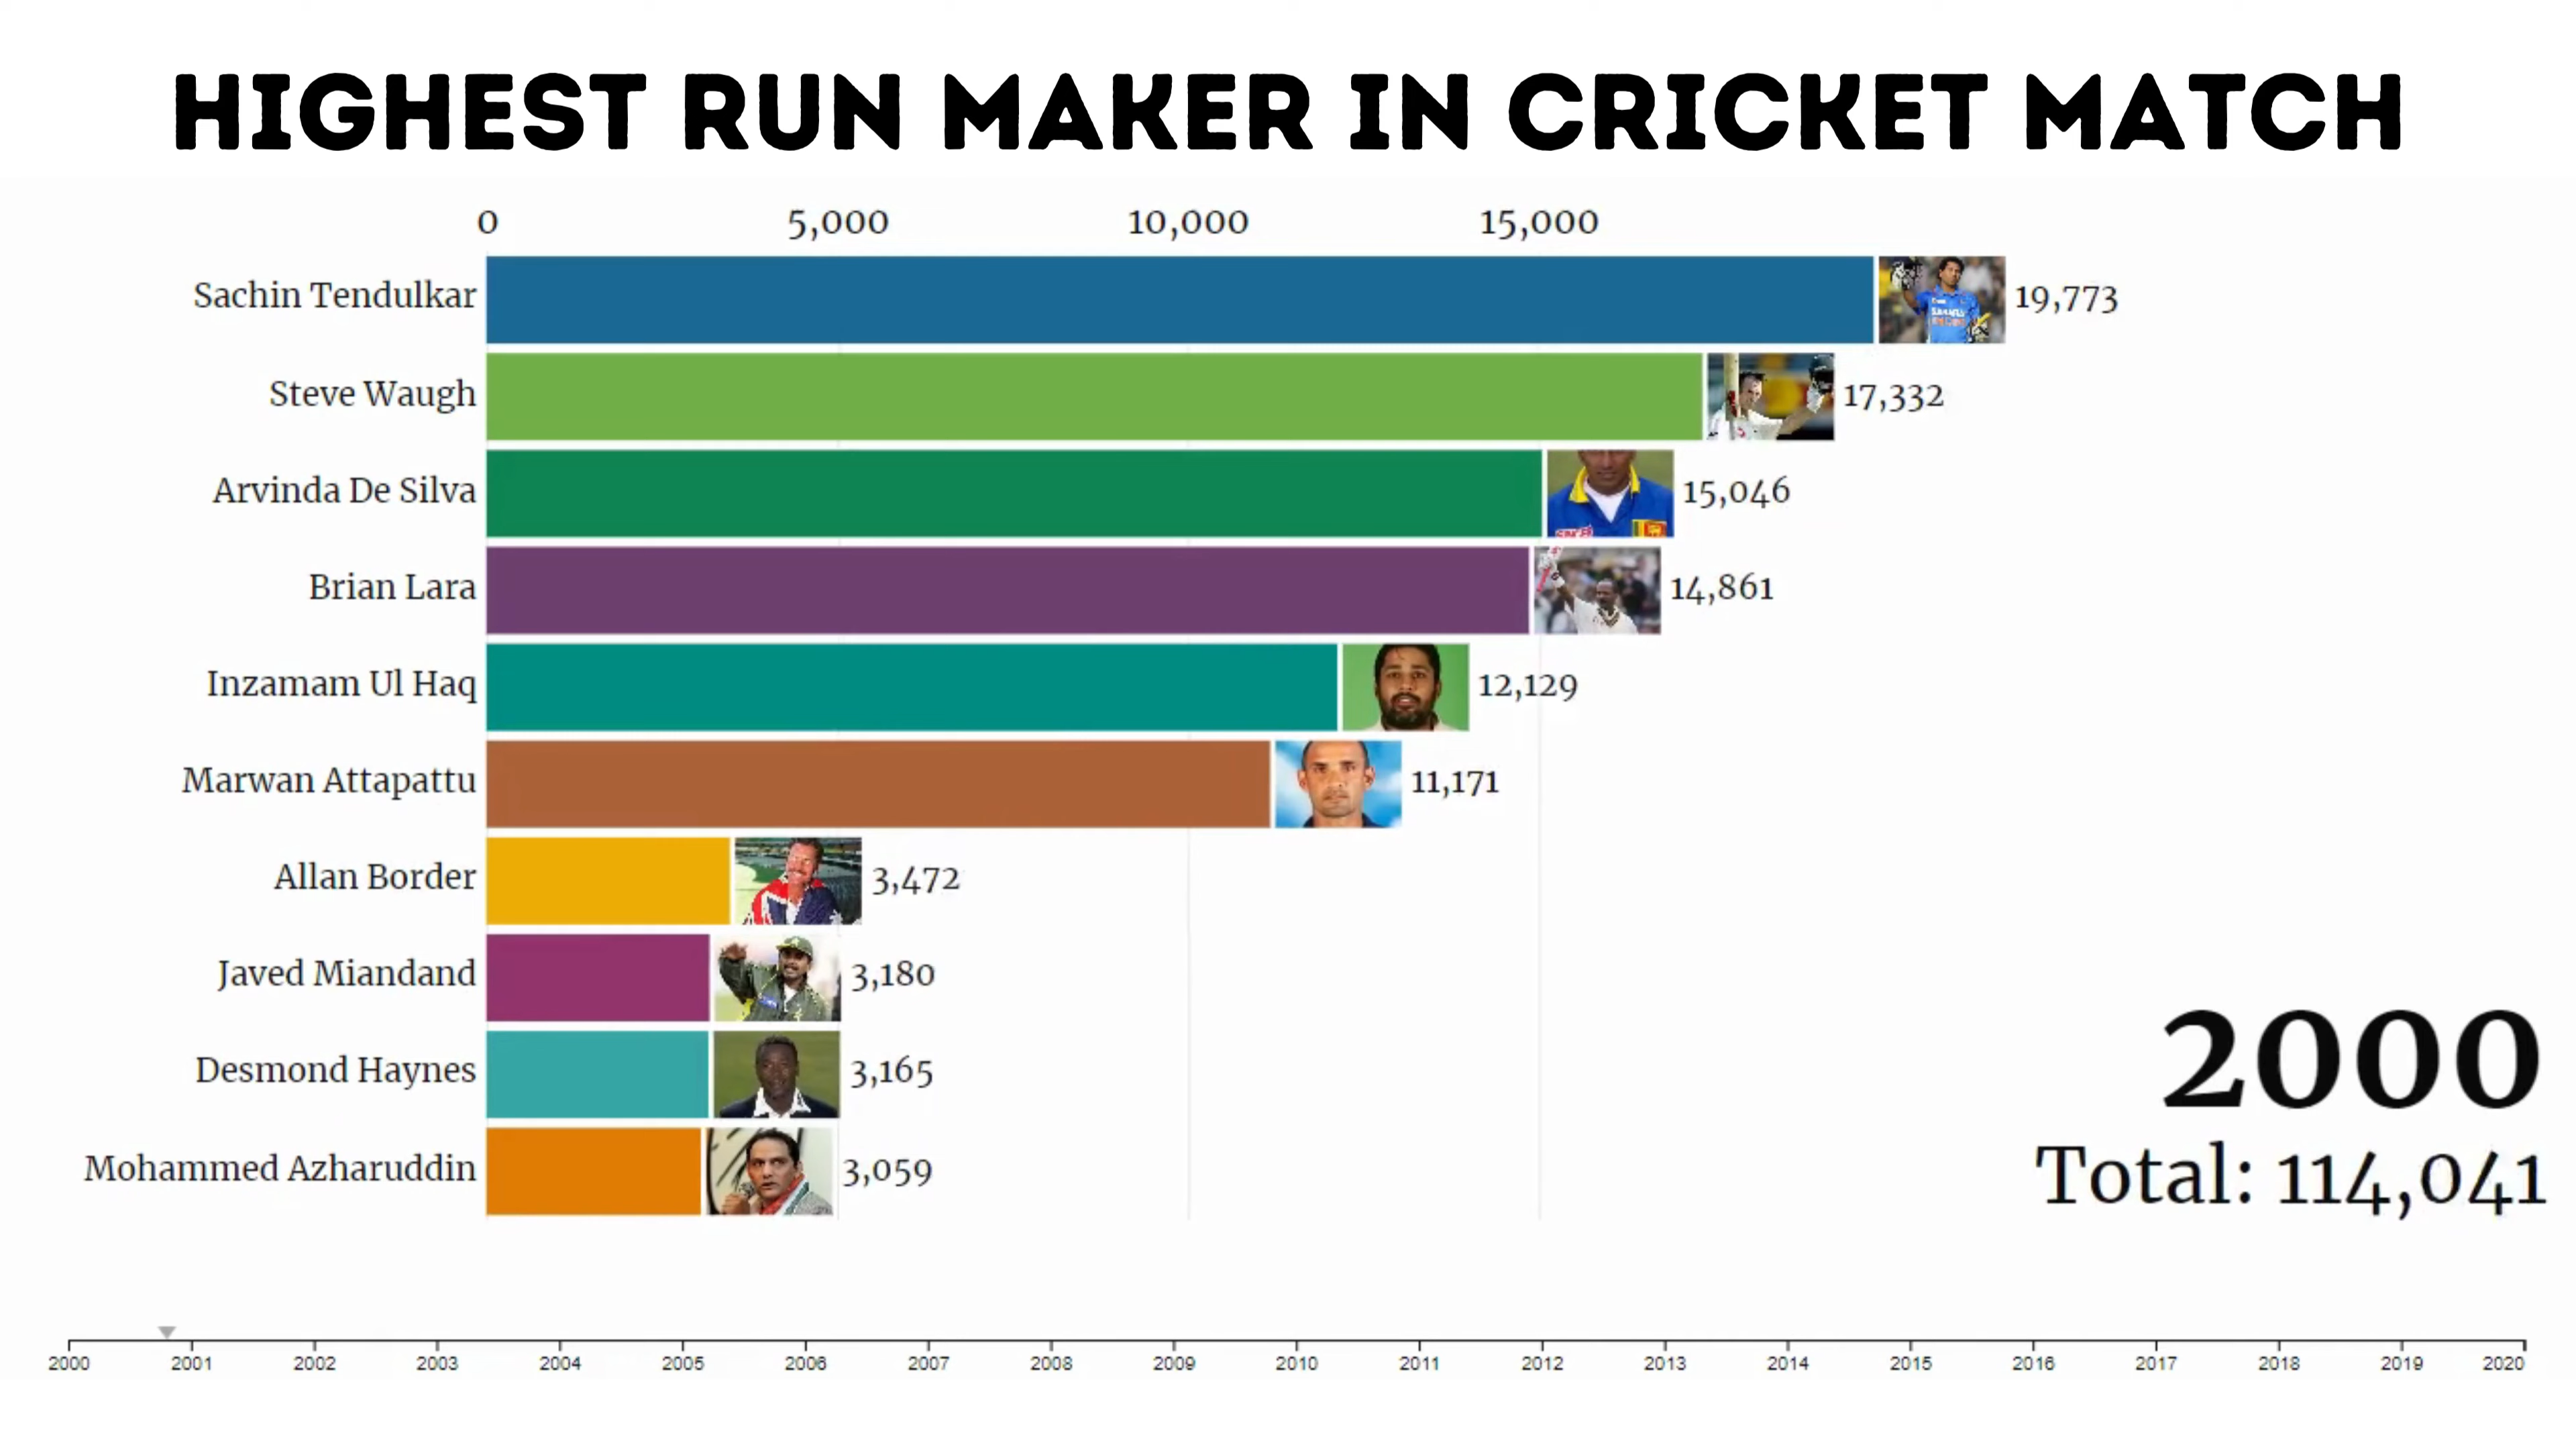 HIGHEST RUN MAKER IN CRICKET MATCH
0 5,000 10,000 15,000
Sachin Tendulkar 19,773
Steve Waugh 17,332
Arvinda De Silva 15,046
Brian Lara 14,861
Inzamam Ul Haq 12,129
Marwan Attapattu 11,171
Allan Border 3,472
Javed Miandand 3,180
Desmond Haynes 3,165
Mohammed Azharuddin 3,059
2000
Total: 114,041
2000 2001 2002 2003 2004 2005 2006 2007 2008 2009 2010 2011 2012 2013 2014 2015 2016 2017 2018 2019 2020